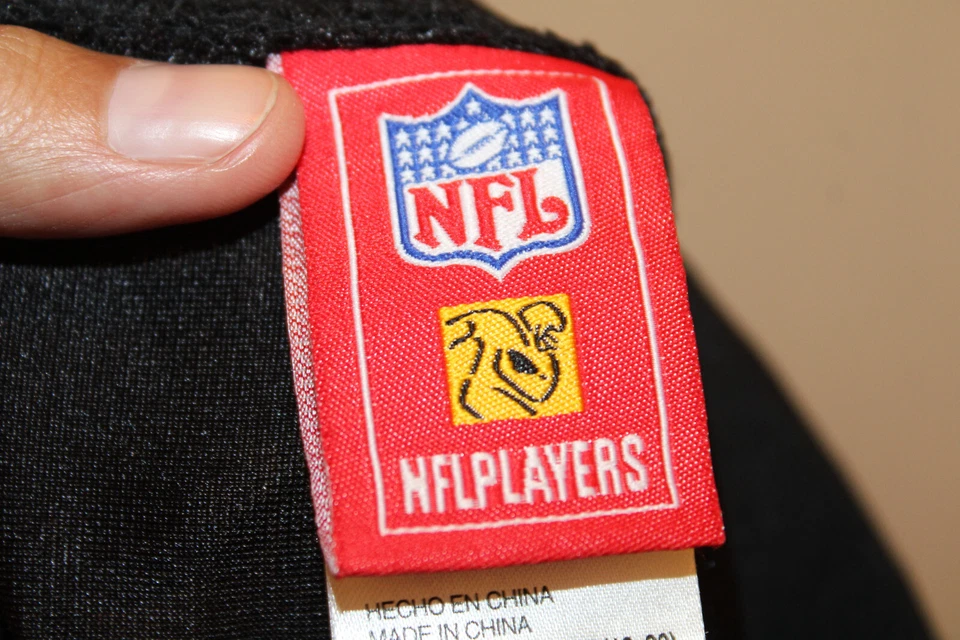 NFL
NFLPLAYERS
HECHO EN CHINA
MADE IN CHINA